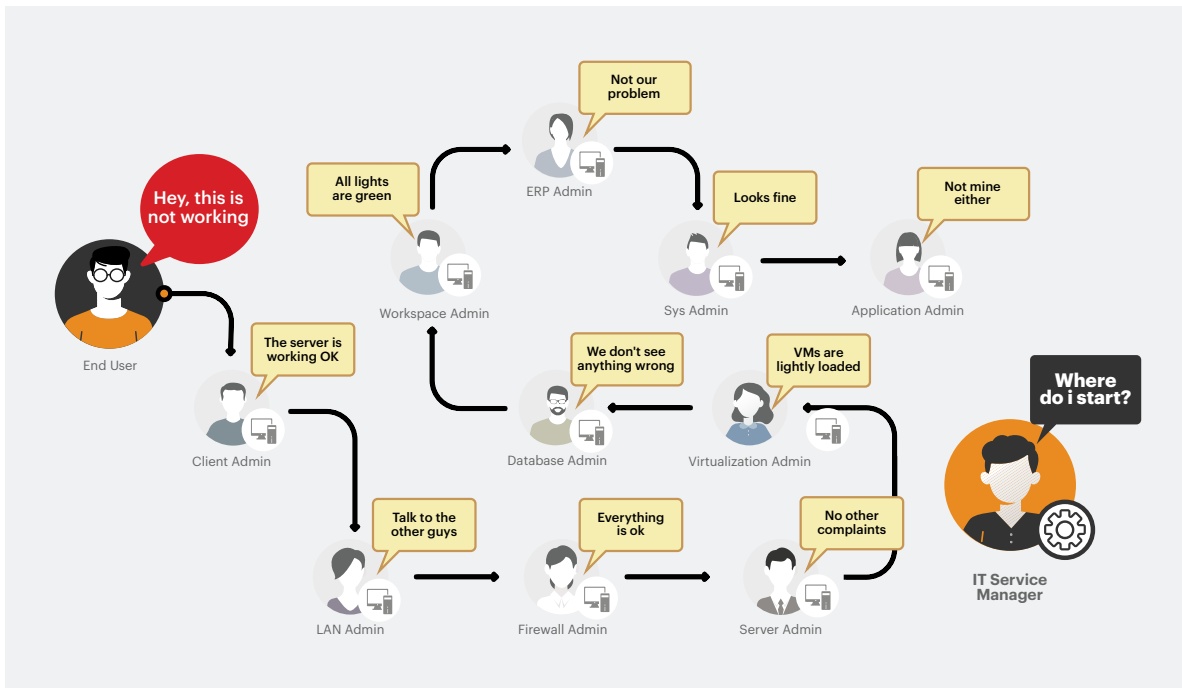 Hey, this is
not working
End User
The server is
working OK
Client Admin
Talk to the
other guys
LAN Admin
Everything
is ok
Firewall Admin
No other
complaints
Server Admin
VMs are
lightly loaded
Virtualization Admin
We don't see
anything wrong
Database Admin
All lights
are green
Workspace Admin
Not our
problem
ERP Admin
Looks fine
Sys Admin
Not mine
either
Application Admin
Where
do i start?
IT Service
Manager